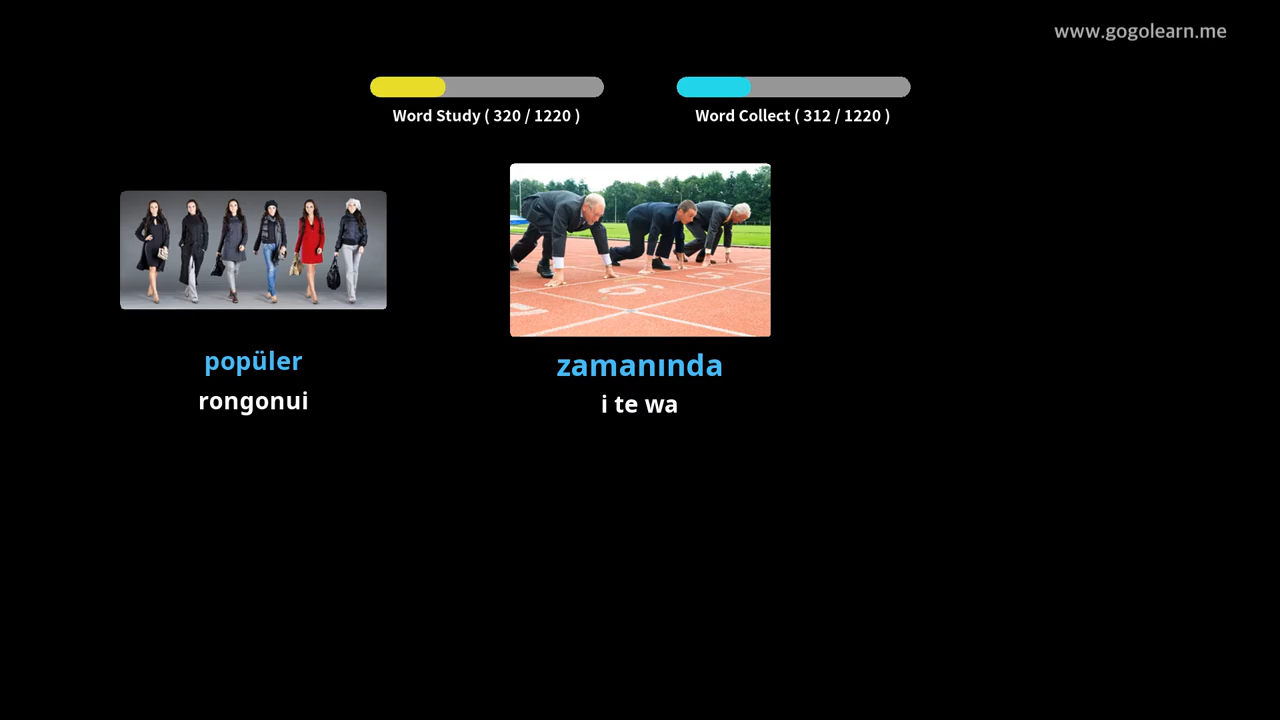 www.gogolearn.me
Word Study ( 320 / 1220 )
Word Collect ( 312 / 1220 )
popüler
rongonui
zamanında
i te wa